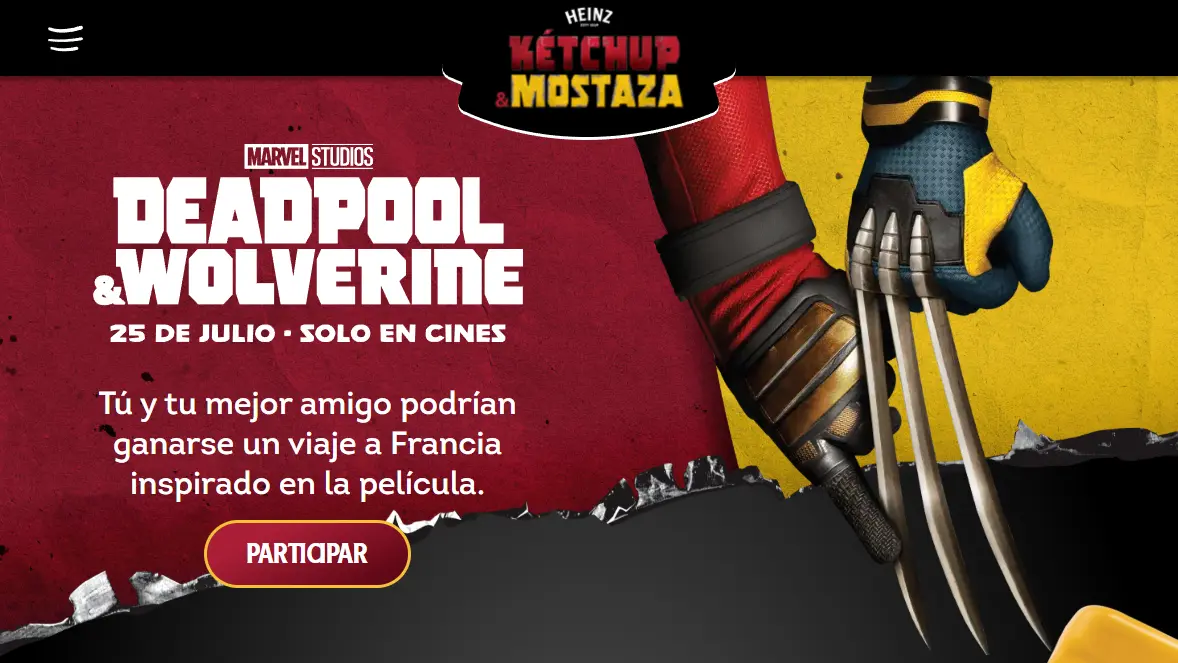 HEINZ
KÉTCHUP
& MOSTAZA
MARVEL STUDIOS
DEADPOOL
& WOLVERINE
25 DE JULIO · SOLO EN CINES
Tú y tu mejor amigo podrían
ganarse un viaje a Francia
inspirado en la película.
PARTICIPAR